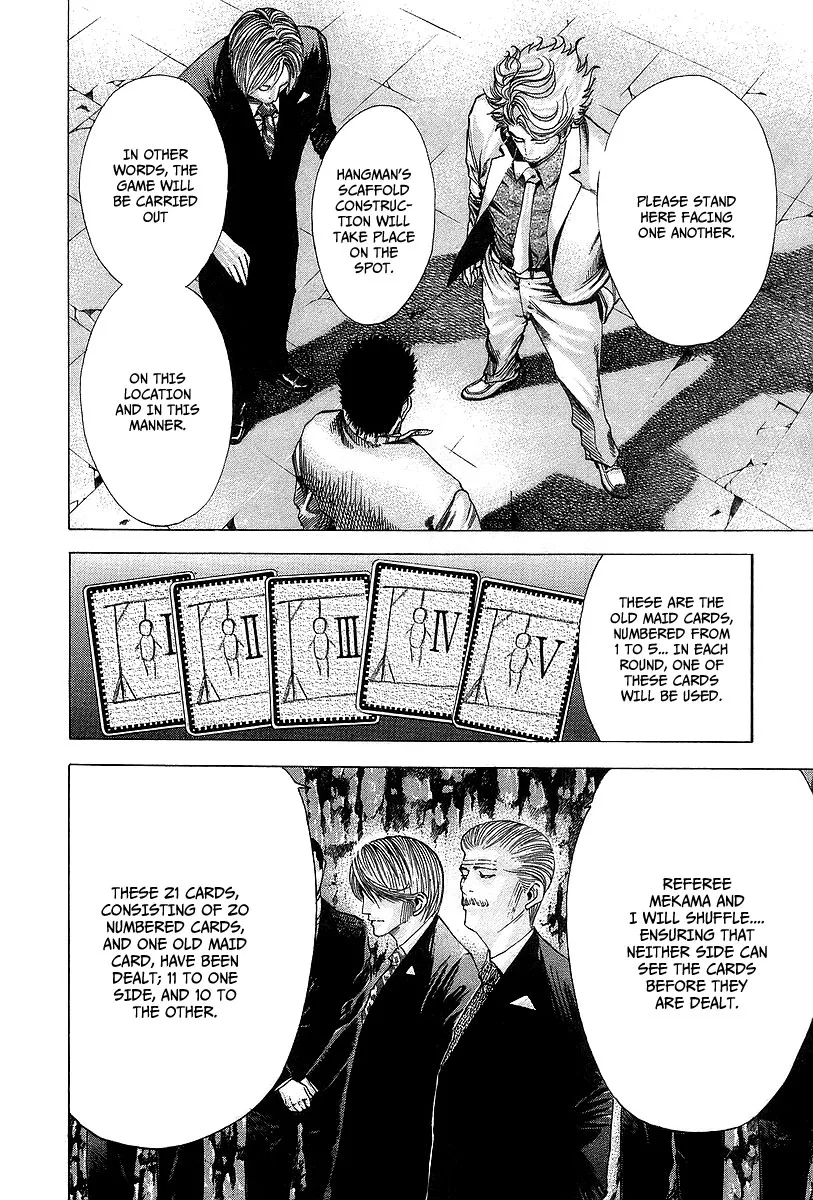 PLEASE STAND
HERE FACING
ONE ANOTHER.
HANGMAN'S
SCAFFOLD
CONSTRUC-
TION WILL
TAKE PLACE
ON THE
SPOT.
IN OTHER
WORDS, THE
GAME WILL
BE CARRIED
OUT
ON THIS
LOCATION
AND IN THIS
MANNER.
THESE ARE THE
OLD MAID CARDS,
NUMBERED FROM
1 TO 5... IN EACH
ROUND, ONE OF
THESE CARDS
WILL BE USED.
I
II
III
IV
V
REFEREE
MEKAMA AND
I WILL SHUFFLE....
ENSURING THAT
NEITHER SIDE CAN
SEE THE CARDS
BEFORE THEY
ARE DEALT.
THESE 21 CARDS,
CONSISTING OF 20
NUMBERED CARDS,
AND ONE OLD MAID
CARD, HAVE BEEN
DEALT; 11 TO ONE
SIDE, AND 10 TO
THE OTHER.